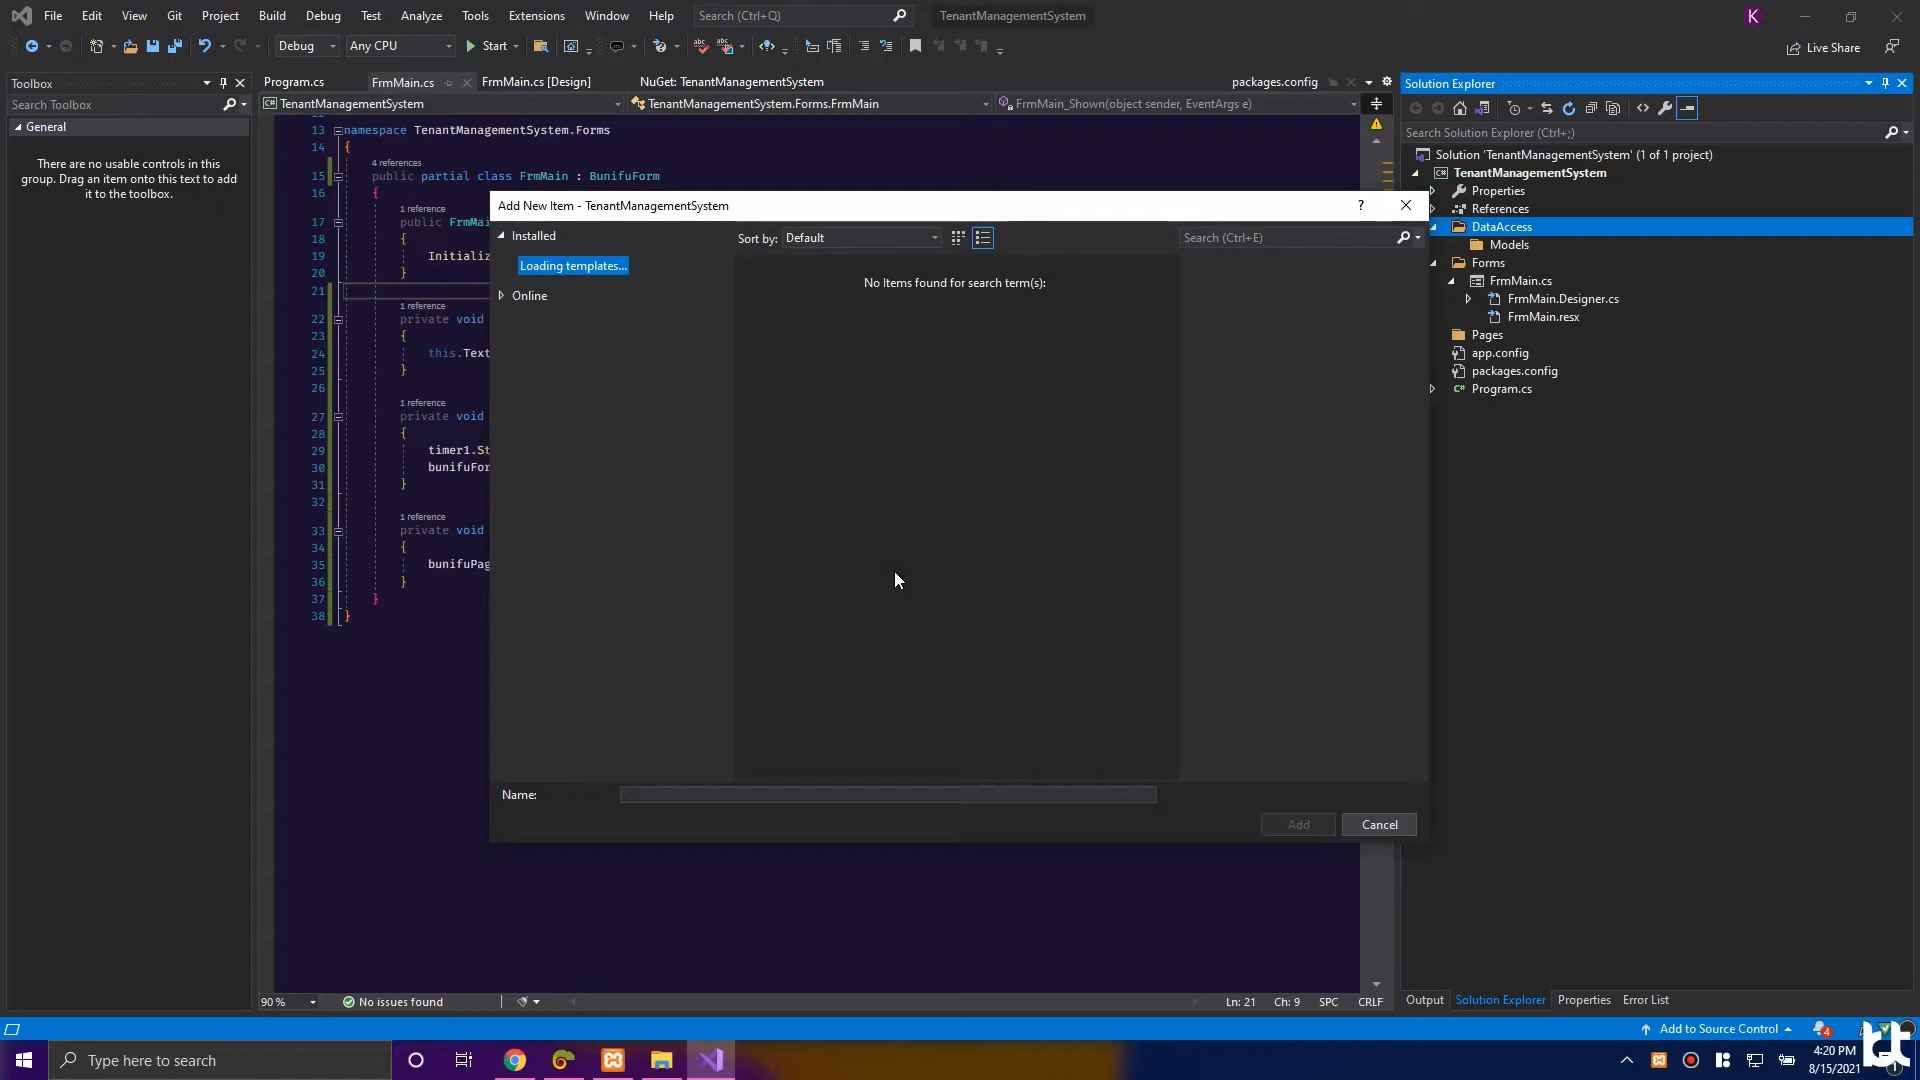 File Edit View Git Project Build Debug Test Analyze Tools Extensions Window Help Search (Ctrl+Q) TenantManagementSystem K
Debug Any CPU Start Live Share
Toolbox
Search Toolbox
General
There are no usable controls in this
group. Drag an item onto this text to add
it to the toolbox.
Program.cs FrmMain.cs FrmMain.cs [Design] NuGet: TenantManagementSystem packages.config
TenantManagementSystem TenantManagementSystem.Forms.FrmMain FrmMain_Shown(object sender, EventArgs e)
13 namespace TenantManagementSystem.Forms
14 {
4 references
15 public partial class FrmMain : BunifuForm
16 {
1 reference
17 public FrmMai
18 {
19 Initializ
20 }
21
1 reference
22 private void
23 {
24 this.Text
25 }
26
1 reference
27 private void
28 {
29 timer1.St
30 bunifuFor
31 }
32
1 reference
33 private void
34 {
35 bunifuPag
36 }
37 }
38 }
90 % No issues found Ln: 21 Ch: 9 SPC CRLF
Add New Item - TenantManagementSystem ?
Installed
Loading templates...
Online
Sort by: Default
Search (Ctrl+E)
No Items found for search term(s):
Name:
Add Cancel
Solution Explorer
Search Solution Explorer (Ctrl+;)
Solution 'TenantManagementSystem' (1 of 1 project)
C# TenantManagementSystem
Properties
References
DataAccess
Models
Forms
FrmMain.cs
FrmMain.Designer.cs
FrmMain.resx
Pages
app.config
packages.config
C# Program.cs
Output Solution Explorer Properties Error List
Add to Source Control 4
Type here to search
4:20 PM
8/15/2021